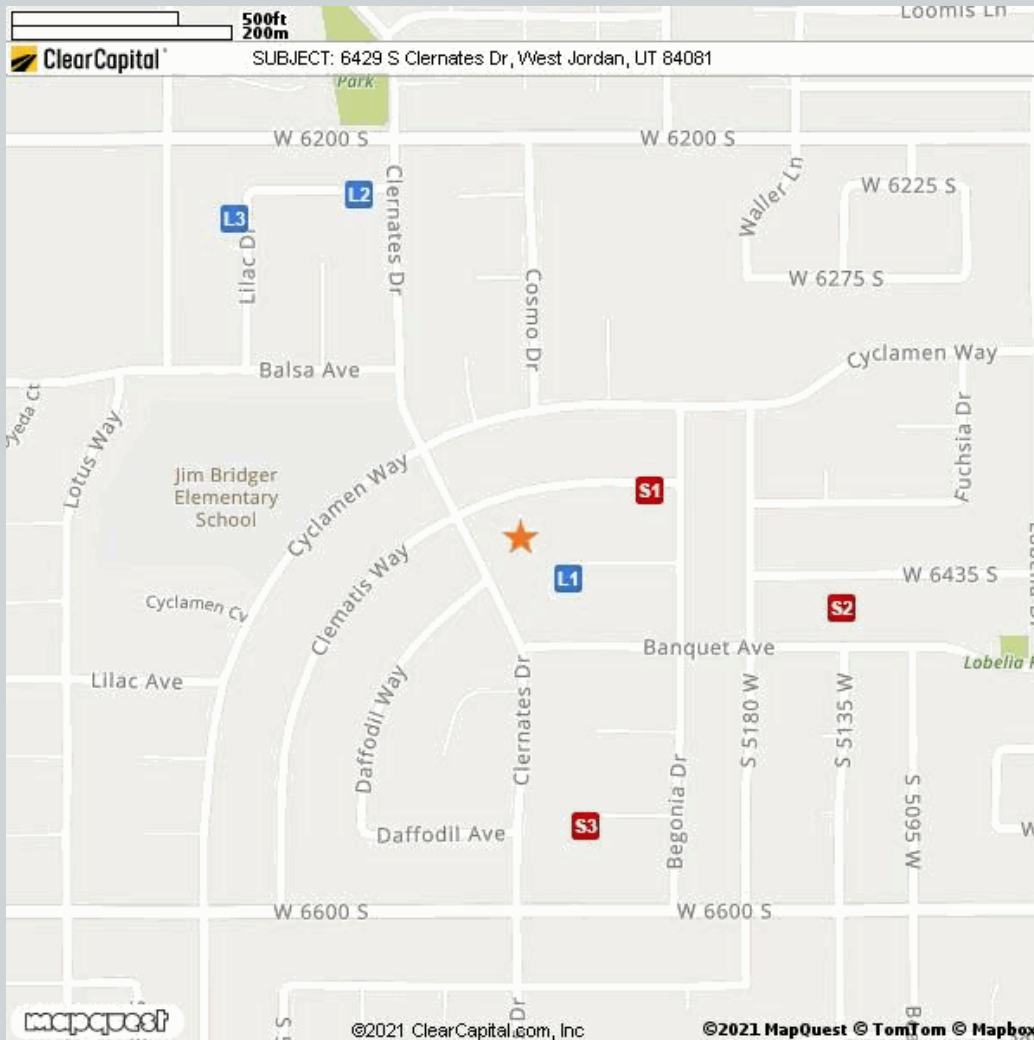 500ft
200m
Loomis Ln
ClearCapital
SUBJECT: 6429 S Clernates Dr, West Jordan, UT 84081
Park
W 6200 S
W 6200 S
Clernates Dr
Waller Ln
W 6225 S
L2
L3
Lilac Dr
Cosmo Dr
W 6275 S
Balsa Ave
Cyclamen Way
Lotus Way
Fuchsia Dr
Jim Bridger
Elementary
School
Cyclamen Way
S1
Clematis Way
L1
W 6435 S
Cyclamen Cv
S2
Banquet Ave
Lilac Ave
Lobelia
Daffodil Way
Clernates Dr
S 5180 W
S 5135 W
Begonia Dr
S 5095 W
S3
Daffodil Ave
W
W 6600 S
W 6600 S
S
Dr
mapquest
©2021 ClearCapital.com, Inc
©2021 MapQuest © TomTom © Mapbox